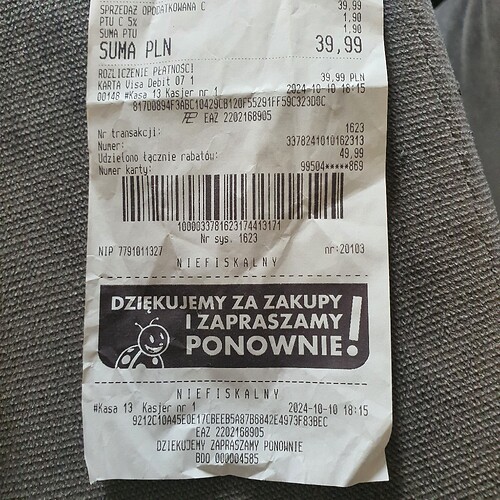 SPRZEDAŻ OPODATKOWANA C 39,99
PTU C 5% 1,90
SUMA PTU 1,90
SUMA PLN 39,99
ROZLICZENIE PŁATNOŚCI
KARTA Visa Debit 07 1 39,99 PLN
00148 #Kasa 13 Kasjer nr 1 2024-10-10 18:15
817D0894F3ABC10429CB120F55291FF59C323D0C
EAZ 2202168905
Nr transakcji: 1623
Numer: 3378241010162313
Udzielono łącznie rabatów: 49,99
Numer karty: 99504*****869
1000033781623174413171
Nr sys. 1623
NIP 7791011327 nr:20103
NIEFISKALNY
DZIĘKUJEMY ZA ZAKUPY
I ZAPRASZAMY
PONOWNIE!
NIEFISKALNY
#Kasa 13 Kasjer nr 1 2024-10-10 18:15
9212C10A45E0E17CBEEB5A87B6842E4973F83BEC
EAZ 2202168905
DZIĘKUJEMY ZAPRASZAMY PONOWNIE
BDO 000004585